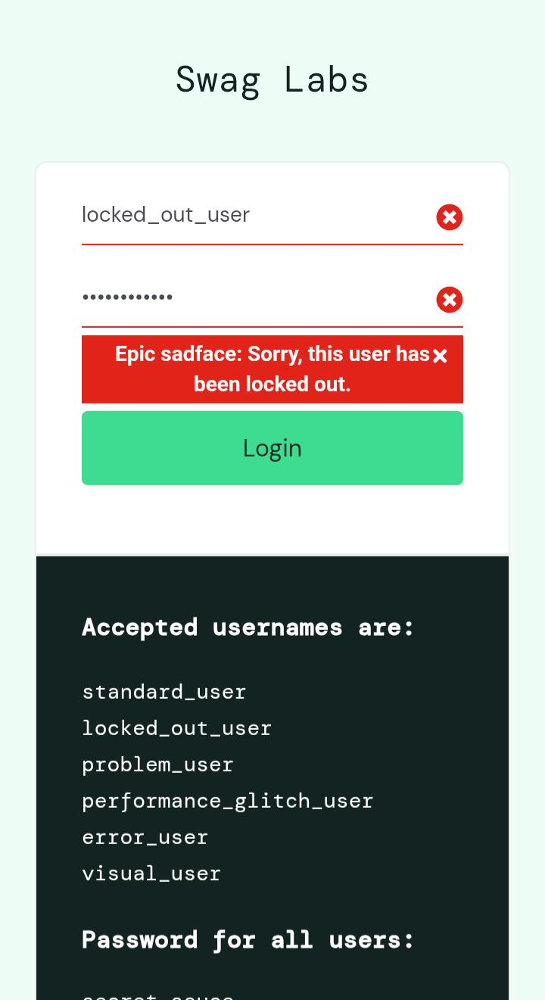 Swag Labs
locked_out_user
••••••••••••
Epic sadface: Sorry, this user has
been locked out.
Login
Accepted usernames are:
standard_user
locked_out_user
problem_user
performance_glitch_user
error_user
visual_user
Password for all users: